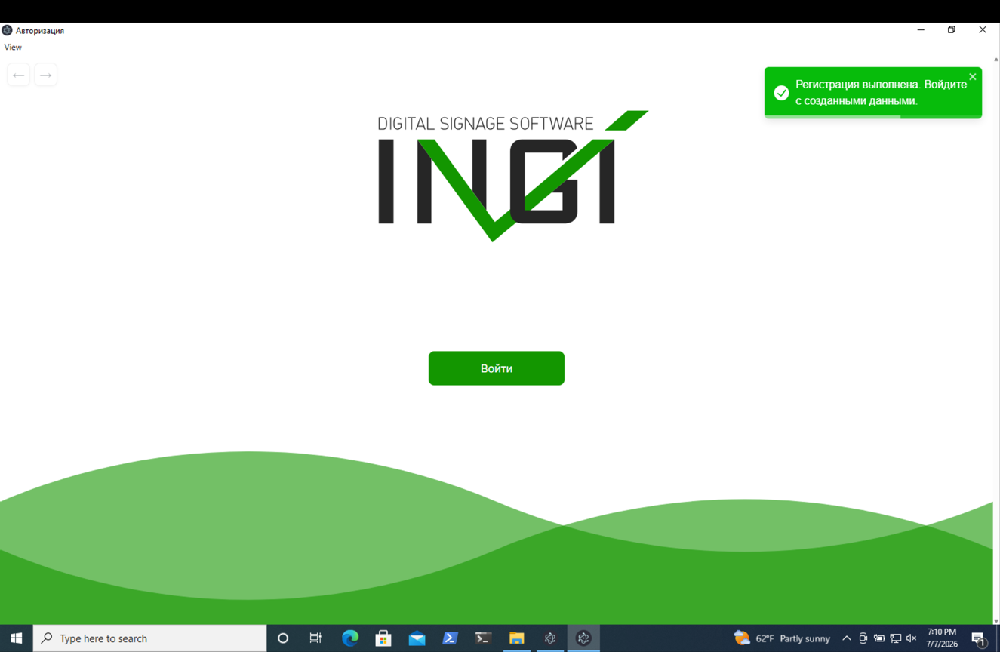 Авторизация
View
Регистрация выполнена. Войдите
с созданными данными.
DIGITAL SIGNAGE SOFTWARE
INGI
Войти
Type here to search
62°F Partly sunny
7:10 PM
7/7/2026
1